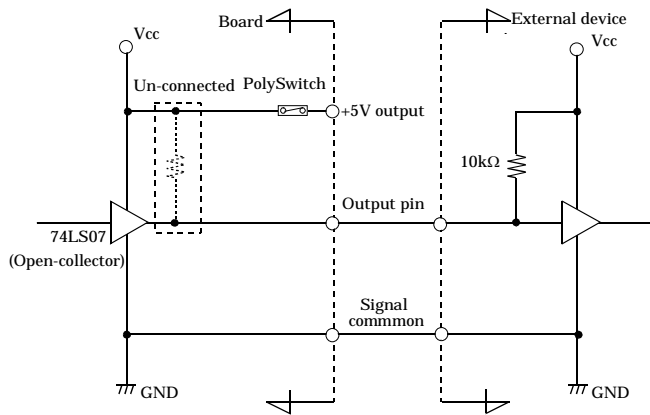 Board
External device
Vcc
Vcc
Un-connected
PolySwitch
+5V output
10kΩ
Output pin
74LS07
(Open-collector)
Signal
commmon
GND
GND